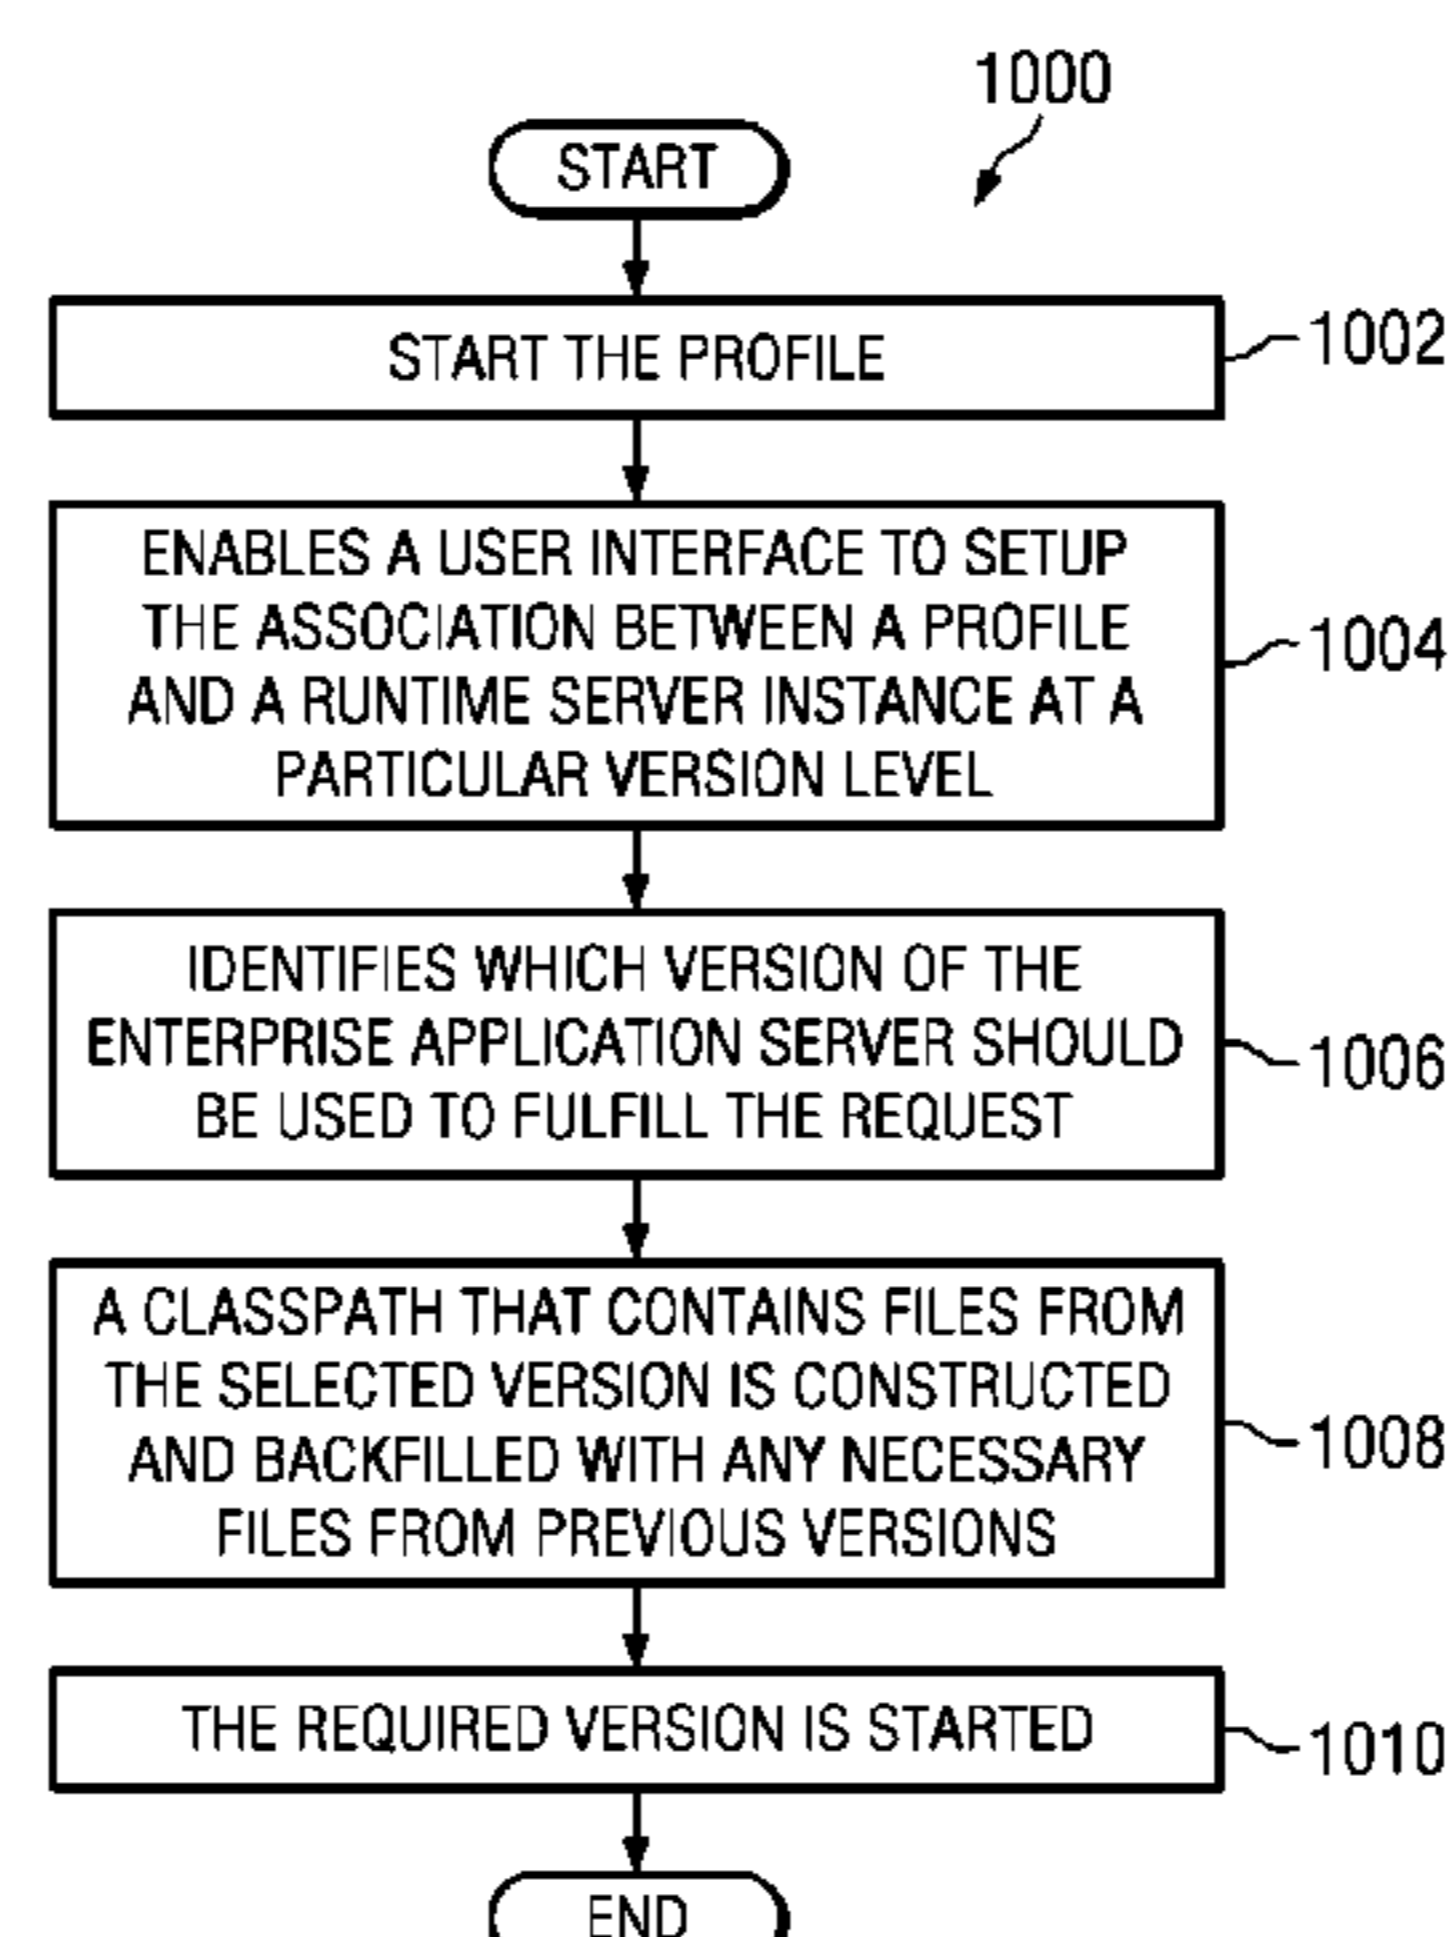 1000
START
START THE PROFILE
1002
ENABLES A USER INTERFACE TO SETUP
THE ASSOCIATION BETWEEN A PROFILE
AND A RUNTIME SERVER INSTANCE AT A
PARTICULAR VERSION LEVEL
1004
IDENTIFIES WHICH VERSION OF THE
ENTERPRISE APPLICATION SERVER SHOULD
BE USED TO FULFILL THE REQUEST
1006
A CLASSPATH THAT CONTAINS FILES FROM
THE SELECTED VERSION IS CONSTRUCTED
AND BACKFILLED WITH ANY NECESSARY
FILES FROM PREVIOUS VERSIONS
1008
THE REQUIRED VERSION IS STARTED
1010
END